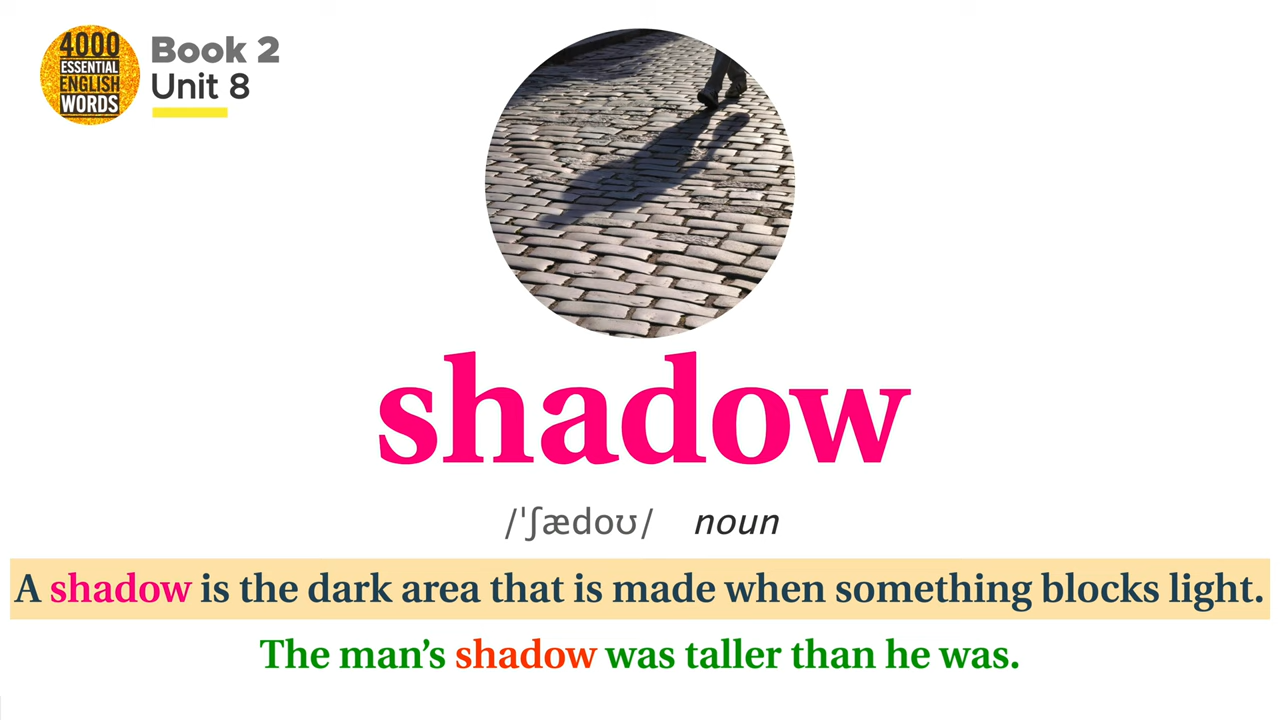 4000
ESSENTIAL
ENGLISH
WORDS
Book 2
Unit 8
shadow
/ˈʃædoʊ/ noun
A shadow is the dark area that is made when something blocks light.
The man’s shadow was taller than he was.